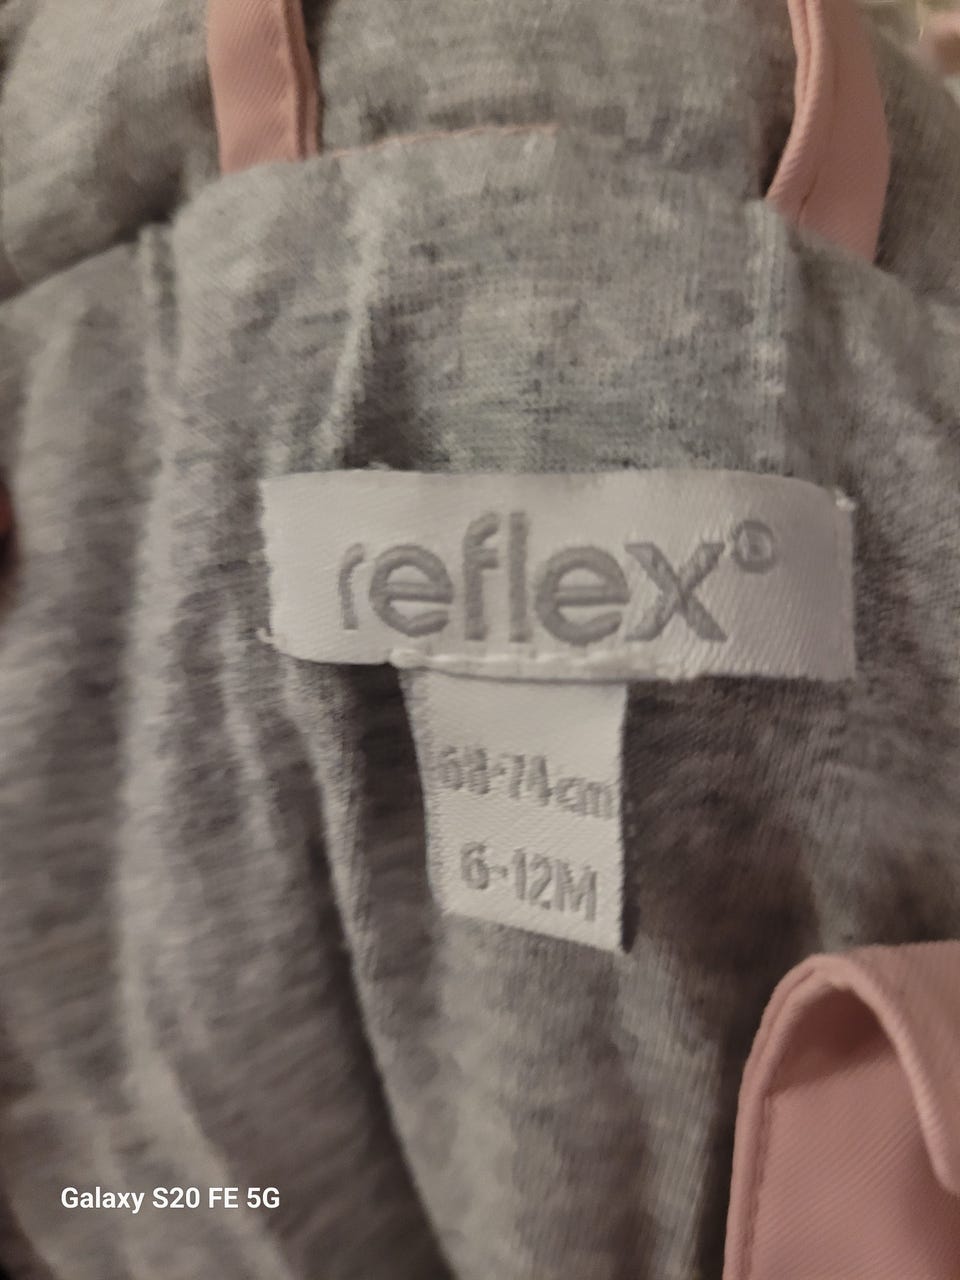 reflex®
68-74cm
6-12M
Galaxy S20 FE 5G